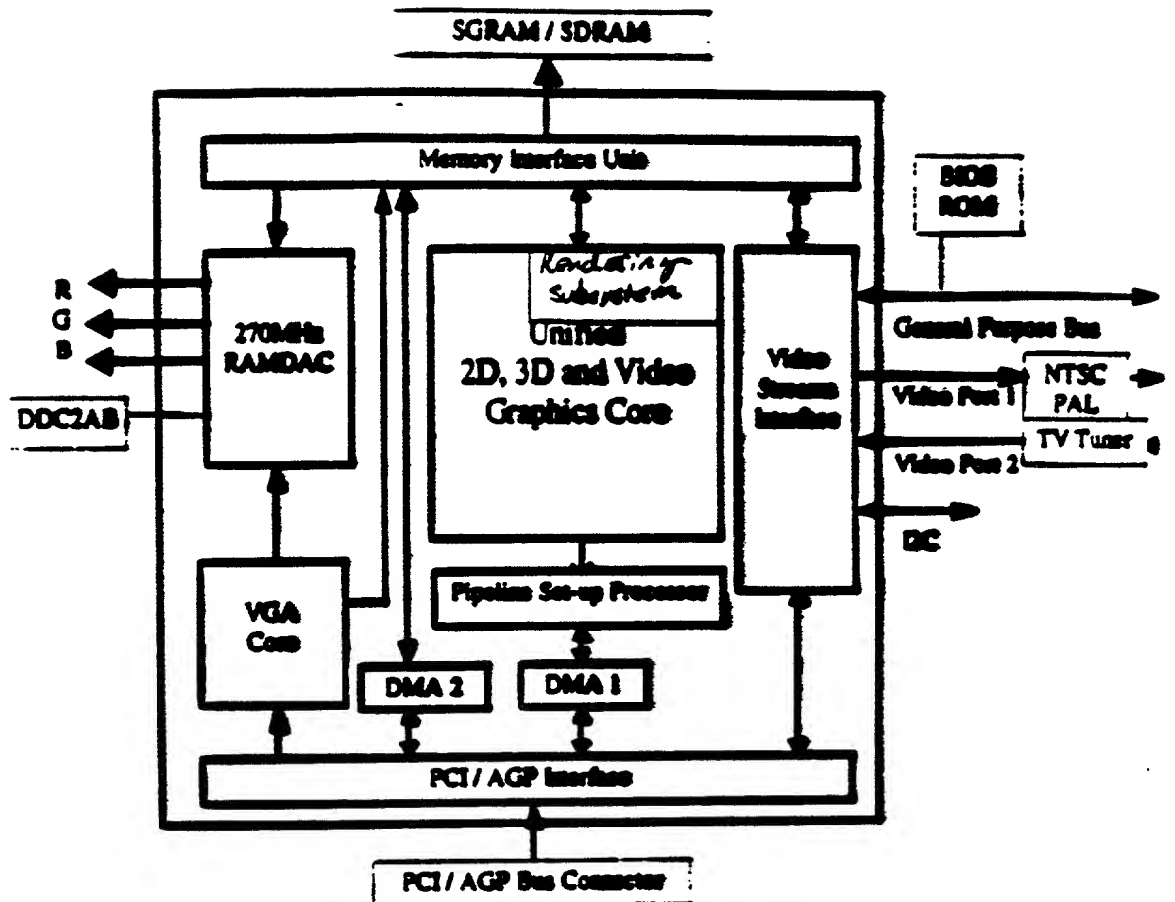 SGRAM / SDRAM
Memory Interface Unit
BIOS
ROM
Rendering
Subsystem
R
G
B
270MHz
RAMDAC
Unified
2D, 3D and Video
Graphics Core
Video
Streams
Interface
General Purpose Bus
Video Port 1
NTSC
PAL
DDC2AB
Video Port 2
TV Tuner
I2C
VGA
Core
Pipeline Set-up Processor
DMA 2
DMA 1
PCI / AGP Interface
PCI / AGP Bus Connector